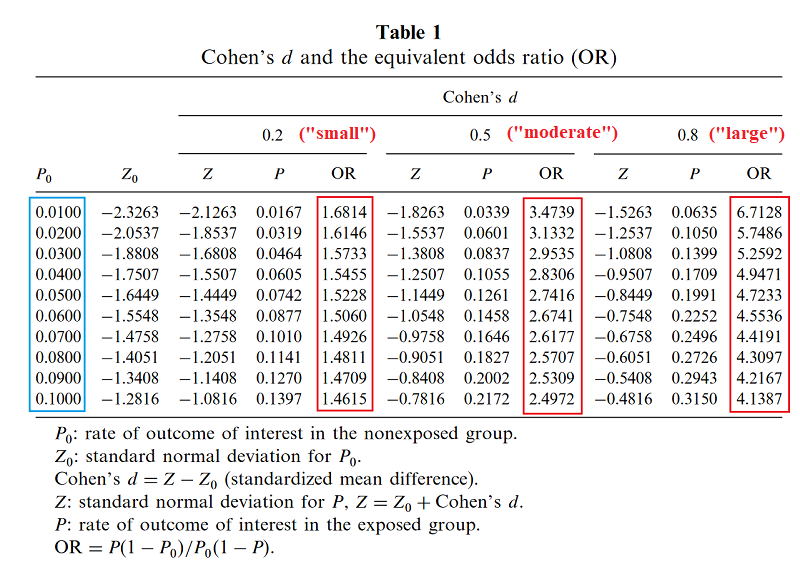 Table 1
Cohen's d and the equivalent odds ratio (OR)
Cohen's d
0.2 ("small") 0.5 ("moderate") 0.8 ("large")
P0 Z0 Z P OR Z P OR Z P OR
0.0100 −2.3263 −2.1263 0.0167 1.6814 −1.8263 0.0339 3.4739 −1.5263 0.0635 6.7128
0.0200 −2.0537 −1.8537 0.0319 1.6146 −1.5537 0.0601 3.1332 −1.2537 0.1050 5.7486
0.0300 −1.8808 −1.6808 0.0464 1.5733 −1.3808 0.0837 2.9535 −1.0808 0.1399 5.2592
0.0400 −1.7507 −1.5507 0.0605 1.5455 −1.2507 0.1055 2.8306 −0.9507 0.1709 4.9471
0.0500 −1.6449 −1.4449 0.0742 1.5228 −1.1449 0.1261 2.7416 −0.8449 0.1991 4.7233
0.0600 −1.5548 −1.3548 0.0877 1.5060 −1.0548 0.1458 2.6741 −0.7548 0.2252 4.5536
0.0700 −1.4758 −1.2758 0.1010 1.4926 −0.9758 0.1646 2.6177 −0.6758 0.2496 4.4191
0.0800 −1.4051 −1.2051 0.1141 1.4811 −0.9051 0.1827 2.5707 −0.6051 0.2726 4.3097
0.0900 −1.3408 −1.1408 0.1270 1.4709 −0.8408 0.2002 2.5309 −0.5408 0.2943 4.2167
0.1000 −1.2816 −1.0816 0.1397 1.4615 −0.7816 0.2172 2.4972 −0.4816 0.3150 4.1387
P0: rate of outcome of interest in the nonexposed group.
Z0: standard normal deviation for P0.
Cohen's d = Z − Z0 (standardized mean difference).
Z: standard normal deviation for P, Z = Z0 + Cohen's d.
P: rate of outcome of interest in the exposed group.
OR = P(1 − P0)/P0(1 − P).